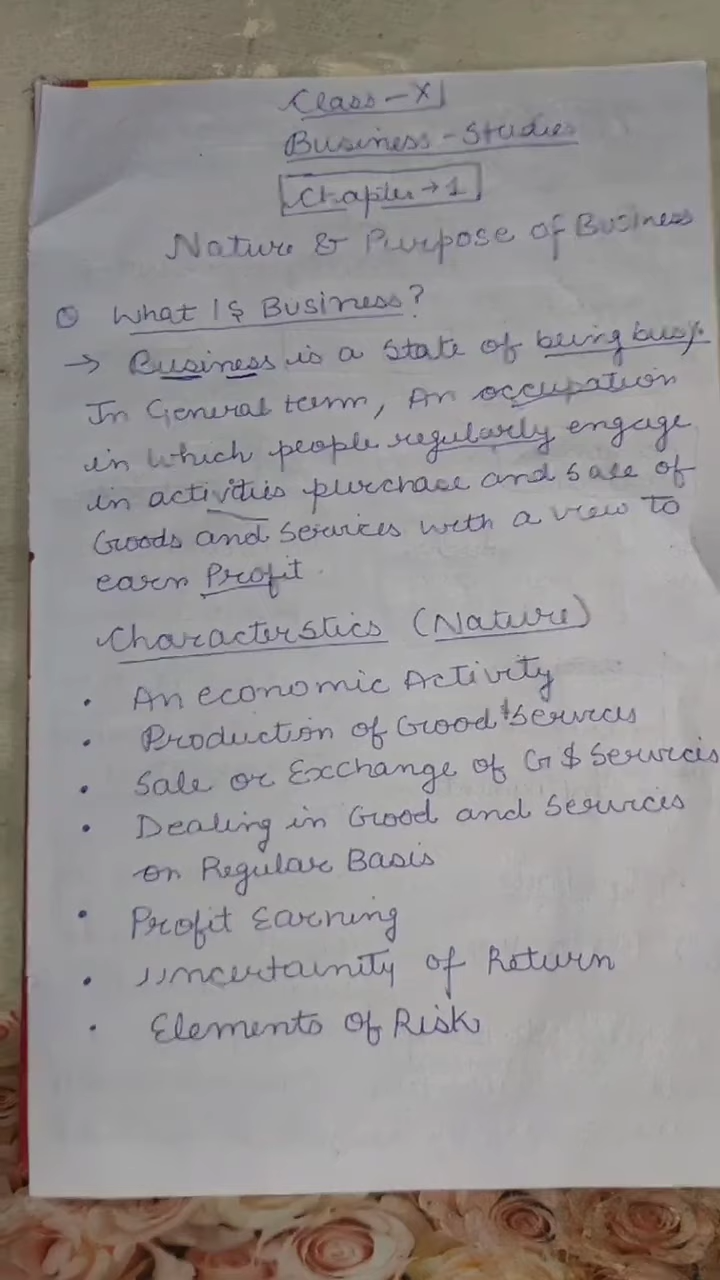 Class-XI
Business-Studies
Chapter→1
Nature & Purpose of Business
What IS Business?
→ Business is a State of being busy.
In General term, An occupation
in which people regularly engage
in activities purchase and Sale of
Goods and Services with a view to
earn Profit.
Characterstics (Nature)
• An economic Activity
• Production of Good & Services
• Sale or Exchange of G & Services
• Dealing in Good and Services
on Regular Basis
• Profit Earning
• Uncertainity of Return
• Elements of Risk